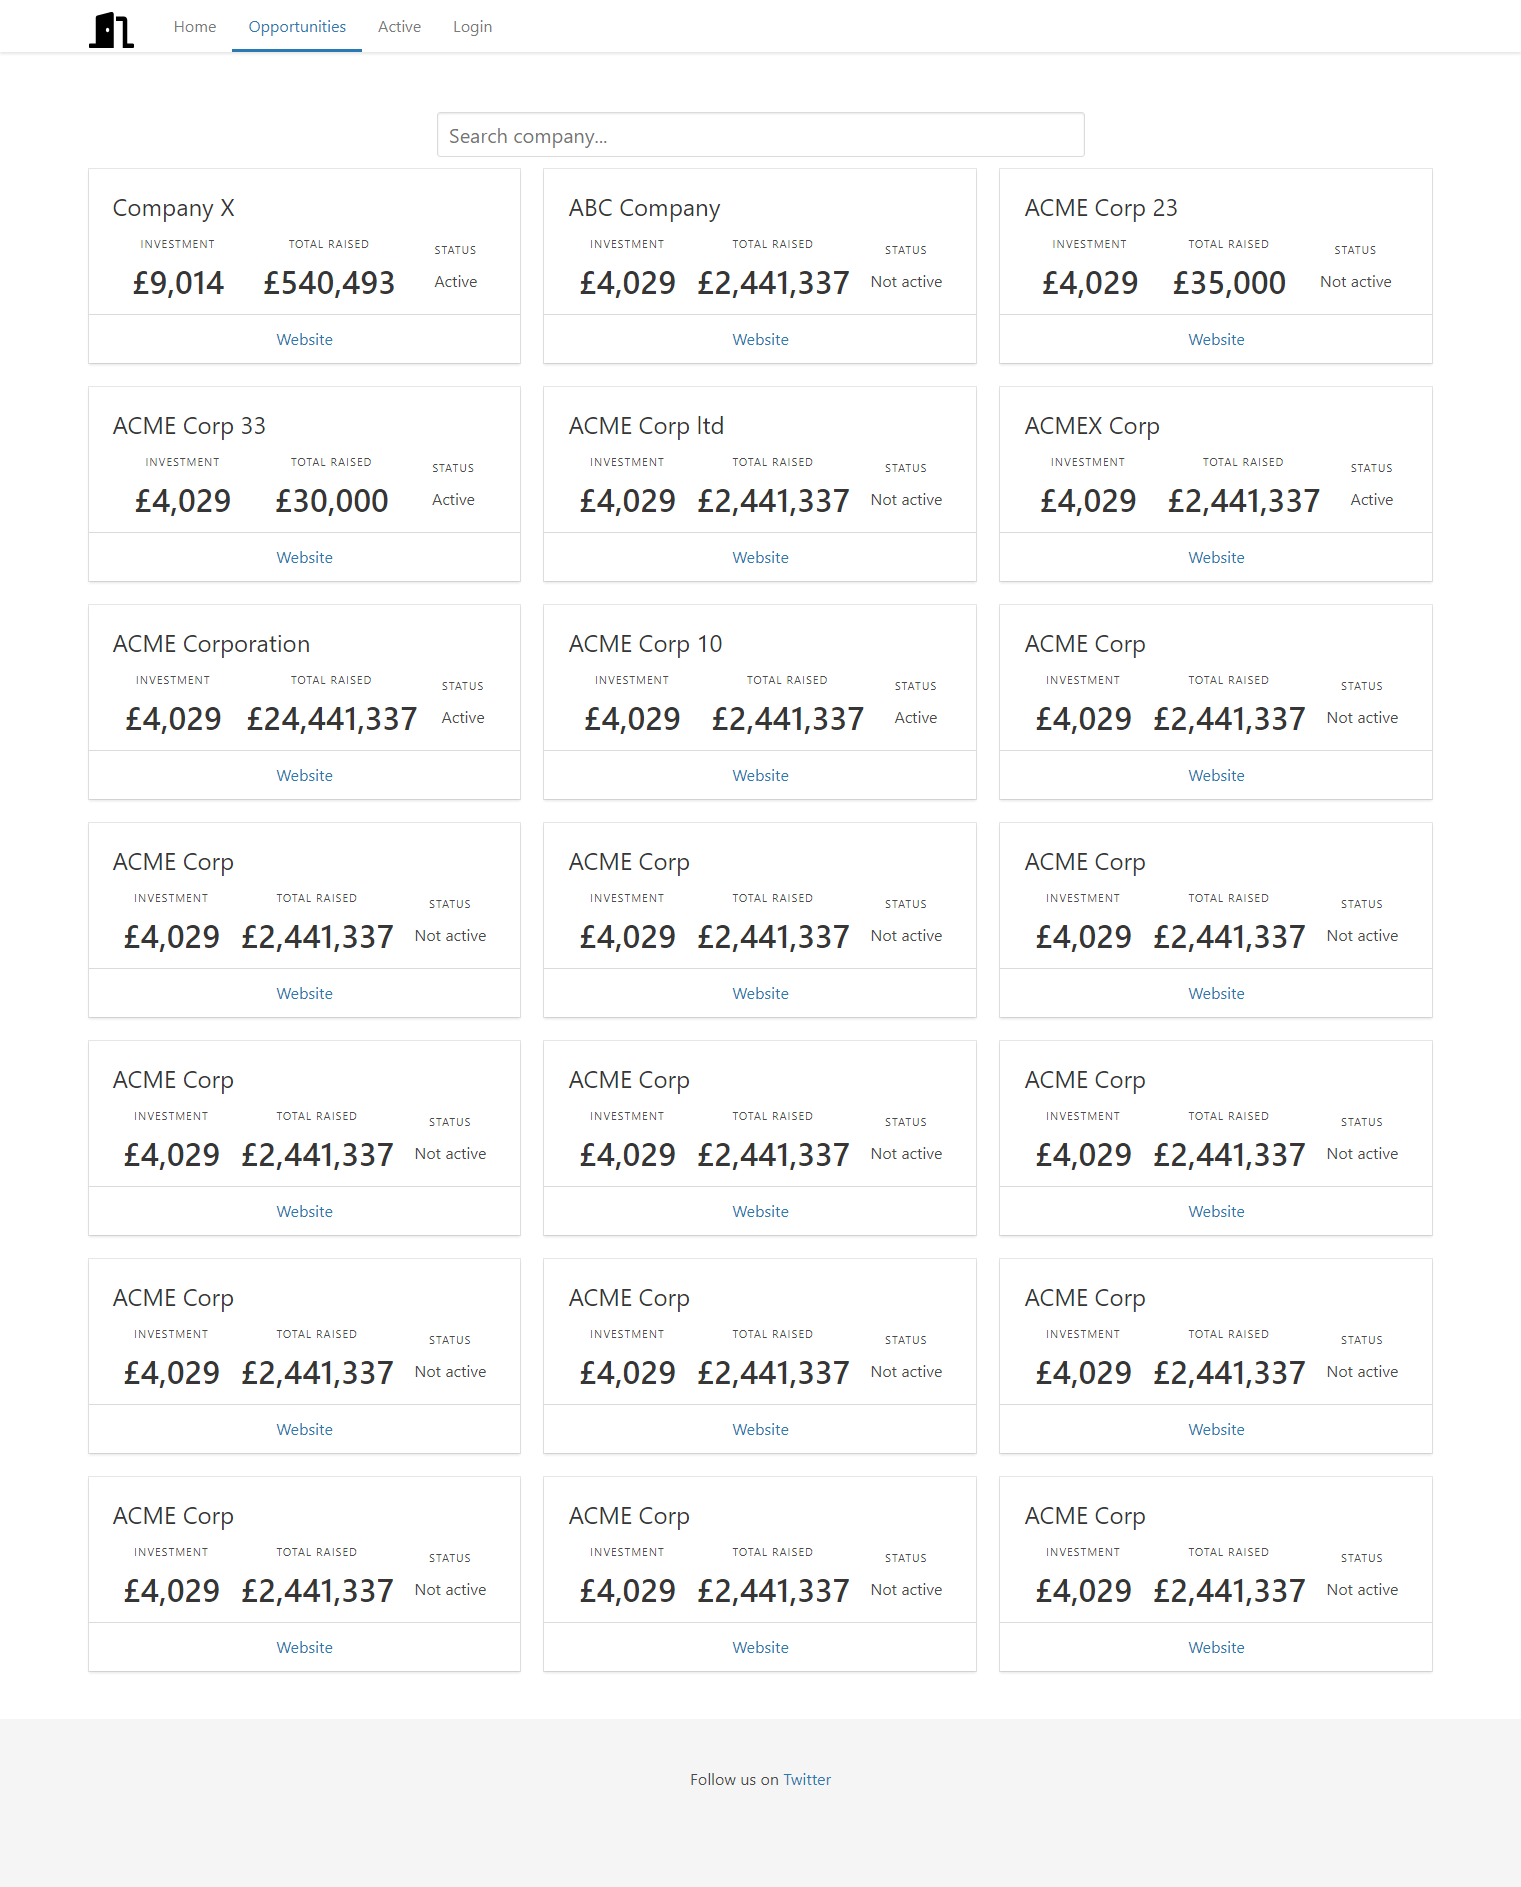 Home Opportunities Active Login
Search company...
Company X
INVESTMENT TOTAL RAISED STATUS
£9,014 £540,493 Active
Website
ABC Company
INVESTMENT TOTAL RAISED STATUS
£4,029 £2,441,337 Not active
Website
ACME Corp 23
INVESTMENT TOTAL RAISED STATUS
£4,029 £35,000 Not active
Website
ACME Corp 33
INVESTMENT TOTAL RAISED STATUS
£4,029 £30,000 Active
Website
ACME Corp ltd
INVESTMENT TOTAL RAISED STATUS
£4,029 £2,441,337 Not active
Website
ACMEX Corp
INVESTMENT TOTAL RAISED STATUS
£4,029 £2,441,337 Active
Website
ACME Corporation
INVESTMENT TOTAL RAISED STATUS
£4,029 £24,441,337 Active
Website
ACME Corp 10
INVESTMENT TOTAL RAISED STATUS
£4,029 £2,441,337 Active
Website
ACME Corp
INVESTMENT TOTAL RAISED STATUS
£4,029 £2,441,337 Not active
Website
ACME Corp
INVESTMENT TOTAL RAISED STATUS
£4,029 £2,441,337 Not active
Website
ACME Corp
INVESTMENT TOTAL RAISED STATUS
£4,029 £2,441,337 Not active
Website
ACME Corp
INVESTMENT TOTAL RAISED STATUS
£4,029 £2,441,337 Not active
Website
ACME Corp
INVESTMENT TOTAL RAISED STATUS
£4,029 £2,441,337 Not active
Website
ACME Corp
INVESTMENT TOTAL RAISED STATUS
£4,029 £2,441,337 Not active
Website
ACME Corp
INVESTMENT TOTAL RAISED STATUS
£4,029 £2,441,337 Not active
Website
ACME Corp
INVESTMENT TOTAL RAISED STATUS
£4,029 £2,441,337 Not active
Website
ACME Corp
INVESTMENT TOTAL RAISED STATUS
£4,029 £2,441,337 Not active
Website
ACME Corp
INVESTMENT TOTAL RAISED STATUS
£4,029 £2,441,337 Not active
Website
ACME Corp
INVESTMENT TOTAL RAISED STATUS
£4,029 £2,441,337 Not active
Website
ACME Corp
INVESTMENT TOTAL RAISED STATUS
£4,029 £2,441,337 Not active
Website
ACME Corp
INVESTMENT TOTAL RAISED STATUS
£4,029 £2,441,337 Not active
Website
Follow us on Twitter